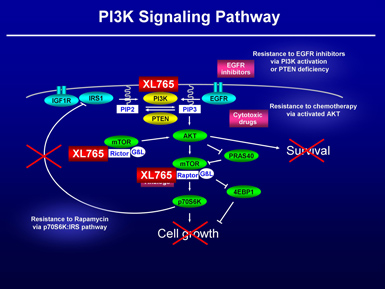 PI3K Signaling Pathway
EGFR
inhibitors
Resistance to EGFR inhibitors
via PI3K activation
or PTEN deficiency
XL765
IGF1R
IRS1
PIP2
PI3K
PIP3
EGFR
PTEN
Cytotoxic
drugs
Resistance to chemotherapy
via activated AKT
mTOR
AKT
XL765
Rictor
GβL
PRAS40
Survival
mTOR
XL765
Raptor
GβL
4EBP1
p70S6K
Resistance to Rapamycin
via p70S6K:IRS pathway
Cell growth